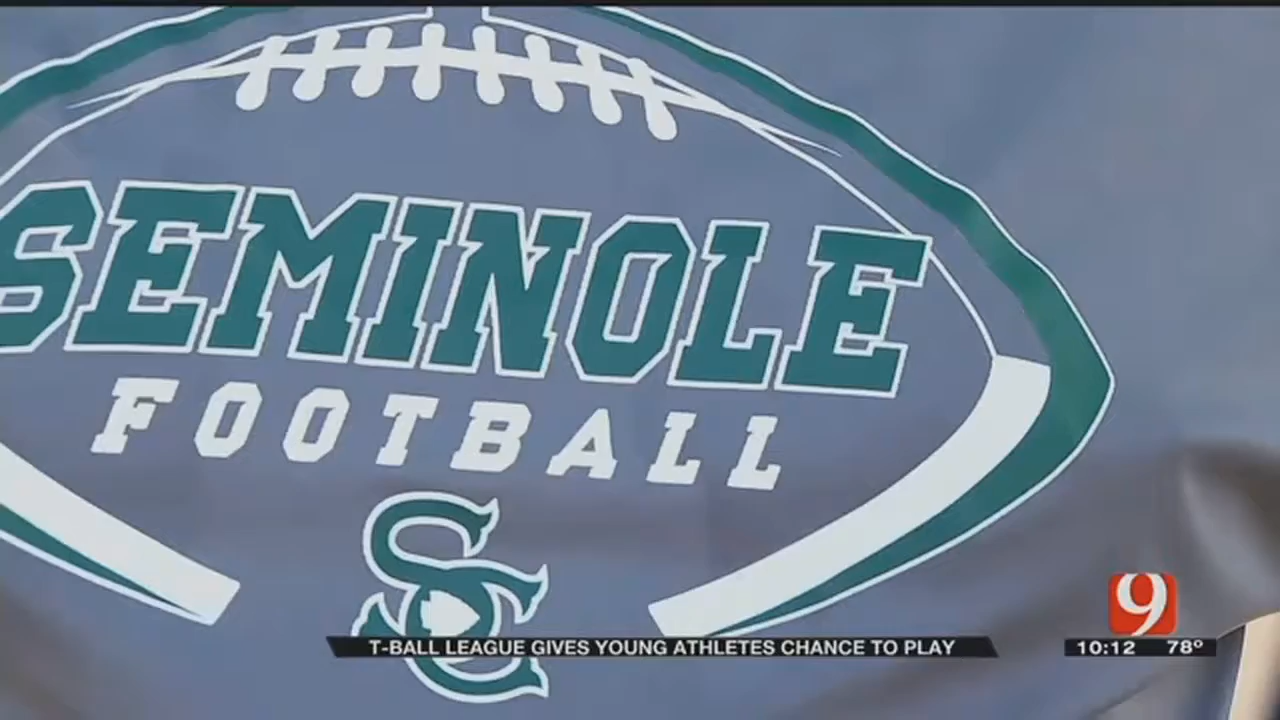 SEMINOLE
FOOTBALL
SC
T-BALL LEAGUE GIVES YOUNG ATHLETES CHANCE TO PLAY
9
10:12 78°